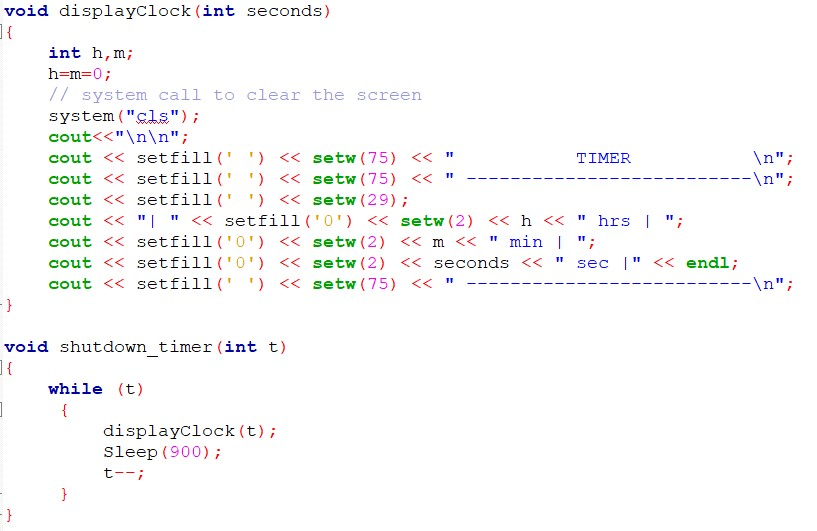 void displayClock(int seconds)
{
    int h,m;
    h=m=0;
    // system call to clear the screen
    system("cls");
    cout<<"\n\n";
    cout << setfill(' ') << setw(75) << "           TIMER           \n";
    cout << setfill(' ') << setw(75) << " --------------------------\n";
    cout << setfill(' ') << setw(29);
    cout << "| " << setfill('0') << setw(2) << h << " hrs | ";
    cout << setfill('0') << setw(2) << m << " min | ";
    cout << setfill('0') << setw(2) << seconds << " sec |" << endl;
    cout << setfill(' ') << setw(75) << " --------------------------\n";
}

void shutdown_timer(int t)
{
    while (t)
     {
         displayClock(t);
         Sleep(900);
         t--;
     }
}